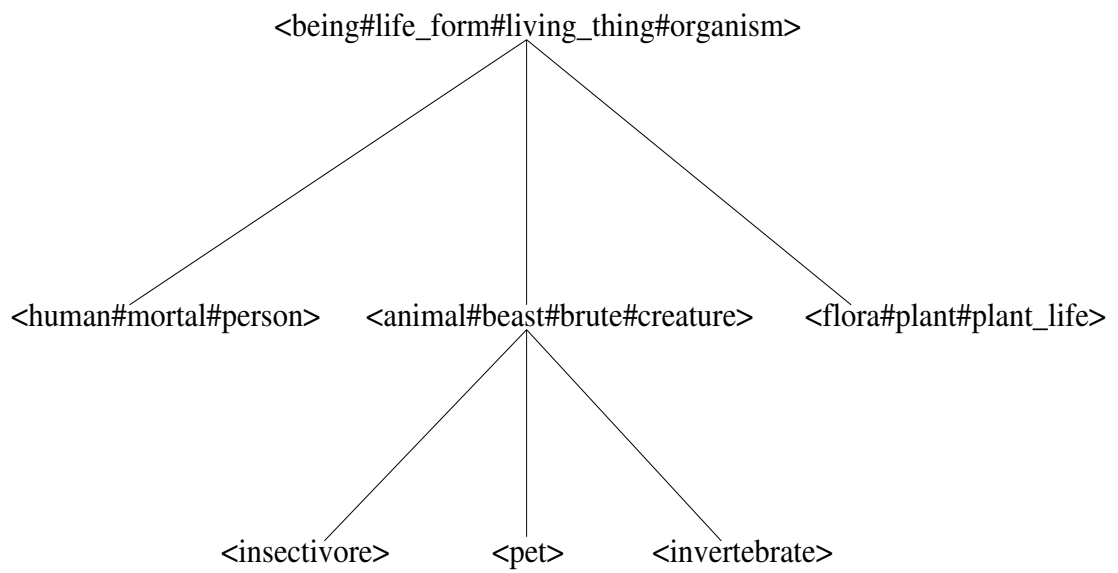 <being#life_form#living_thing#organism>
<human#mortal#person> <animal#beast#brute#creature> <flora#plant#plant_life>
<insectivore> <pet> <invertebrate>